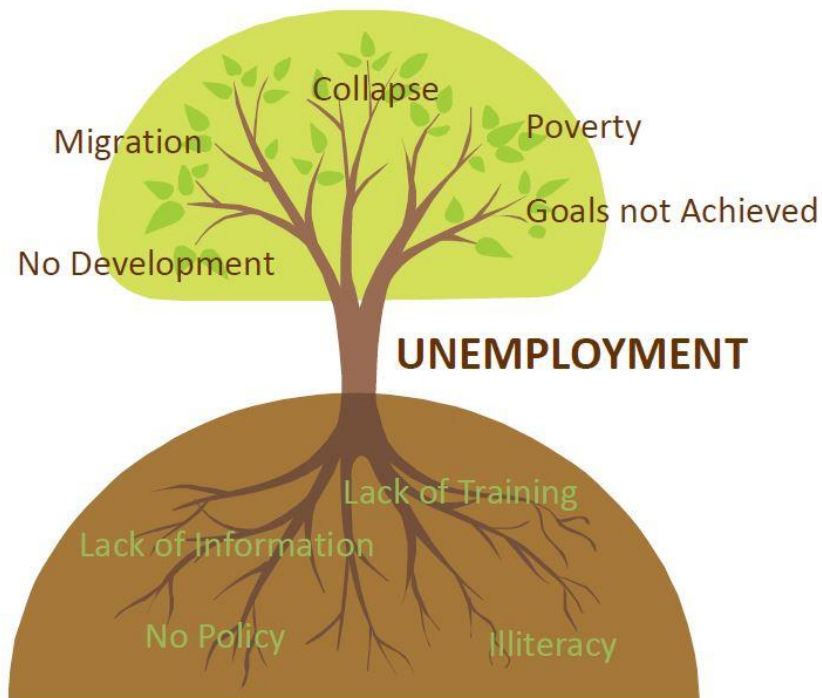 Collapse
Migration
Poverty
Goals not Achieved
No Development
UNEMPLOYMENT
Lack of Training
Lack of Information
No Policy
Illiteracy